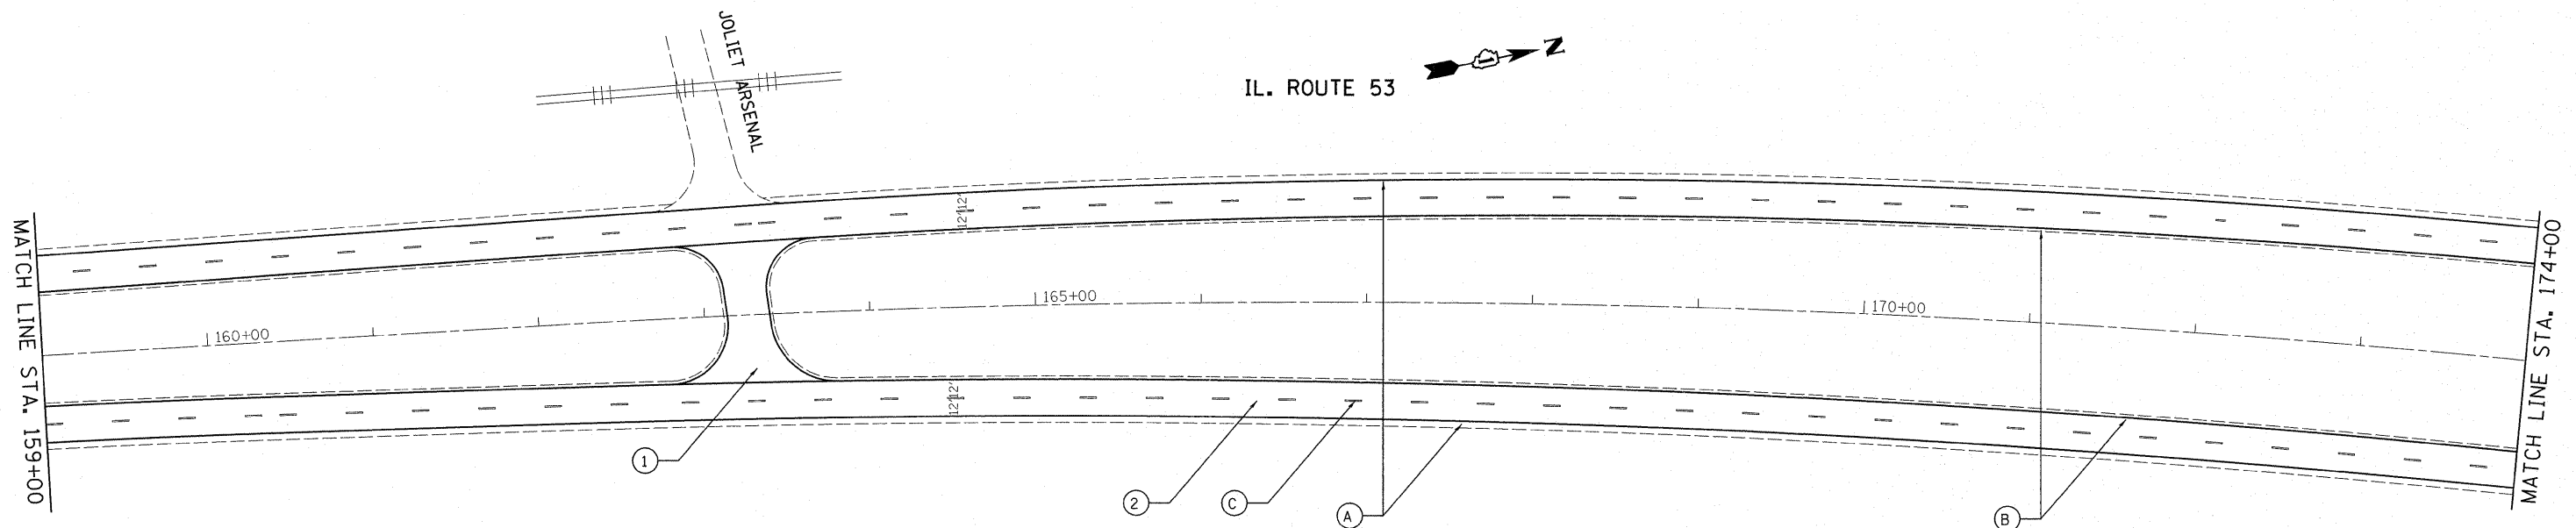 JOLIET ARSENAL
IL. ROUTE 53
N
12' 12'
MATCH LINE STA. 159+00
160+00
165+00
170+00
MATCH LINE STA. 174+00
12' 12'
1
2
C
A
B